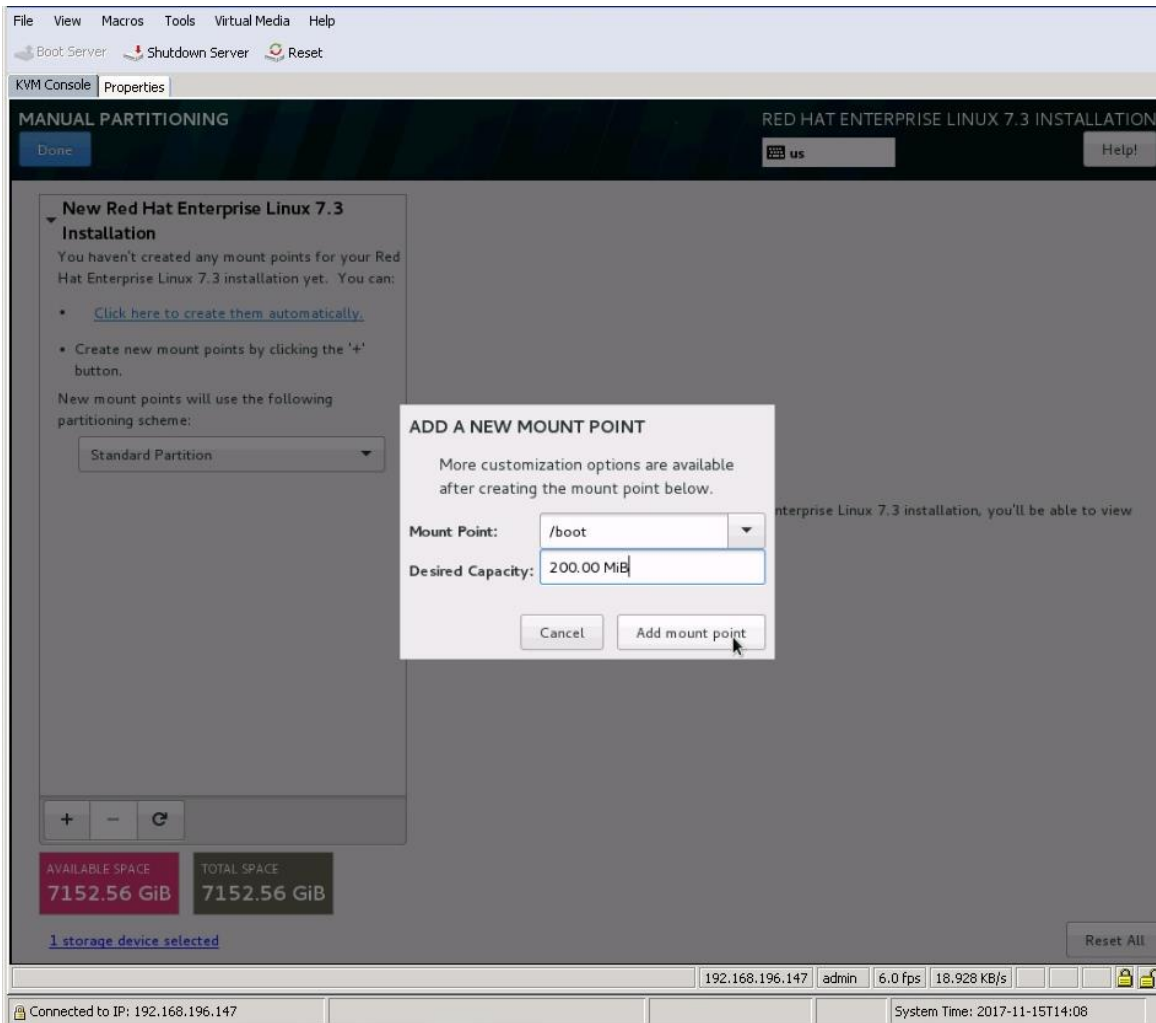 File View Macros Tools Virtual Media Help
Boot Server Shutdown Server Reset
KVM Console Properties
MANUAL PARTITIONING
RED HAT ENTERPRISE LINUX 7.3 INSTALLATION
Done
us
Help!
New Red Hat Enterprise Linux 7.3
Installation
You haven't created any mount points for your Red
Hat Enterprise Linux 7.3 installation yet. You can:
• Click here to create them automatically.
• Create new mount points by clicking the '+'
button.
New mount points will use the following
partitioning scheme:
Standard Partition
ADD A NEW MOUNT POINT
More customization options are available
after creating the mount point below.
Mount Point: /boot
Desired Capacity: 200.00 MiB
Cancel Add mount point
nterprise Linux 7.3 installation, you'll be able to view
+ −
AVAILABLE SPACE
7152.56 GiB
TOTAL SPACE
7152.56 GiB
1 storage device selected
Reset All
192.168.196.147 admin 6.0 fps 18.928 KB/s
Connected to IP: 192.168.196.147
System Time: 2017-11-15T14:08